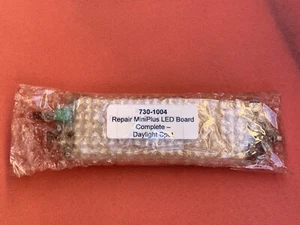 730-1004
Repair MiniPlus LED Board
Complete –
Daylight